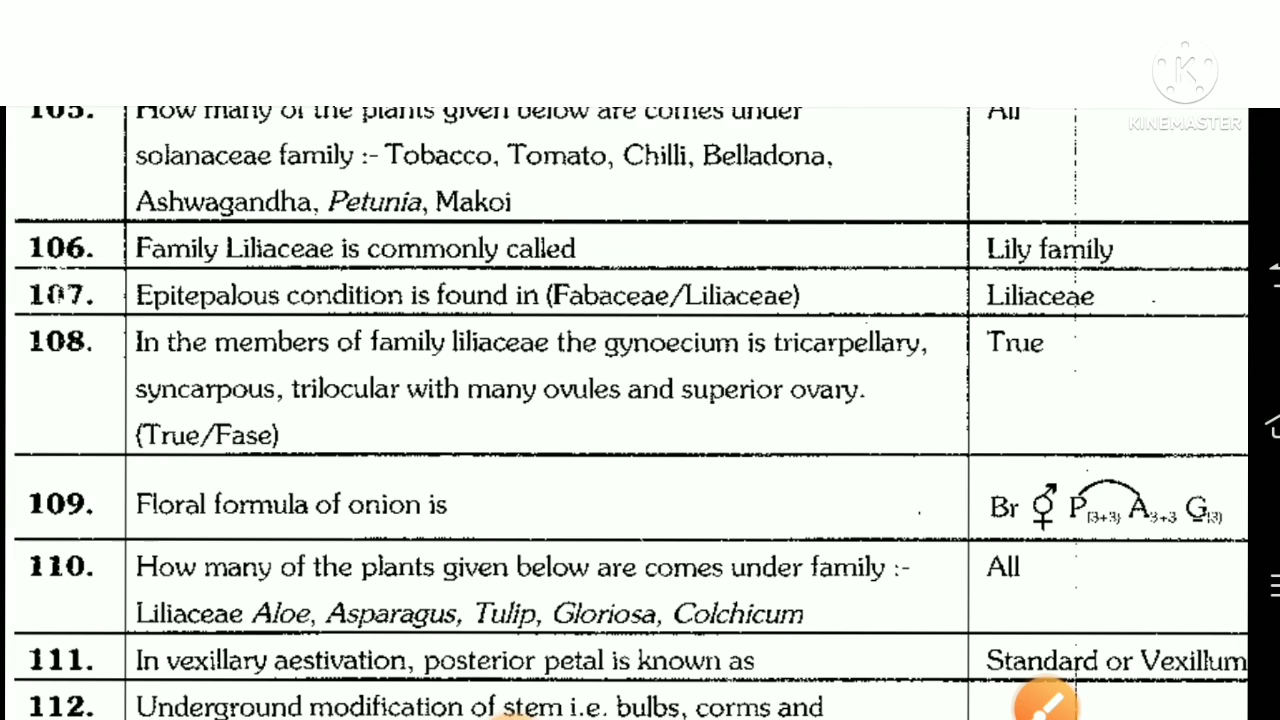 KINEMASTER
105. How many of the plants given below are comes under All
solanaceae family :- Tobacco, Tomato, Chilli, Belladona,
Ashwagandha, Petunia, Makoi
106. Family Liliaceae is commonly called Lily family
107. Epitepalous condition is found in (Fabaceae/Liliaceae) Liliaceae
108. In the members of family liliaceae the gynoecium is tricarpellary, True
syncarpous, trilocular with many ovules and superior ovary.
(True/Fase)
109. Floral formula of onion is Br ⚥ P(3+3) A3+3 G(3)
110. How many of the plants given below are comes under family :- All
Liliaceae Aloe, Asparagus, Tulip, Gloriosa, Colchicum
111. In vexillary aestivation, posterior petal is known as Standard or Vexillum
112. Underground modification of stem i.e. bulbs, corms and